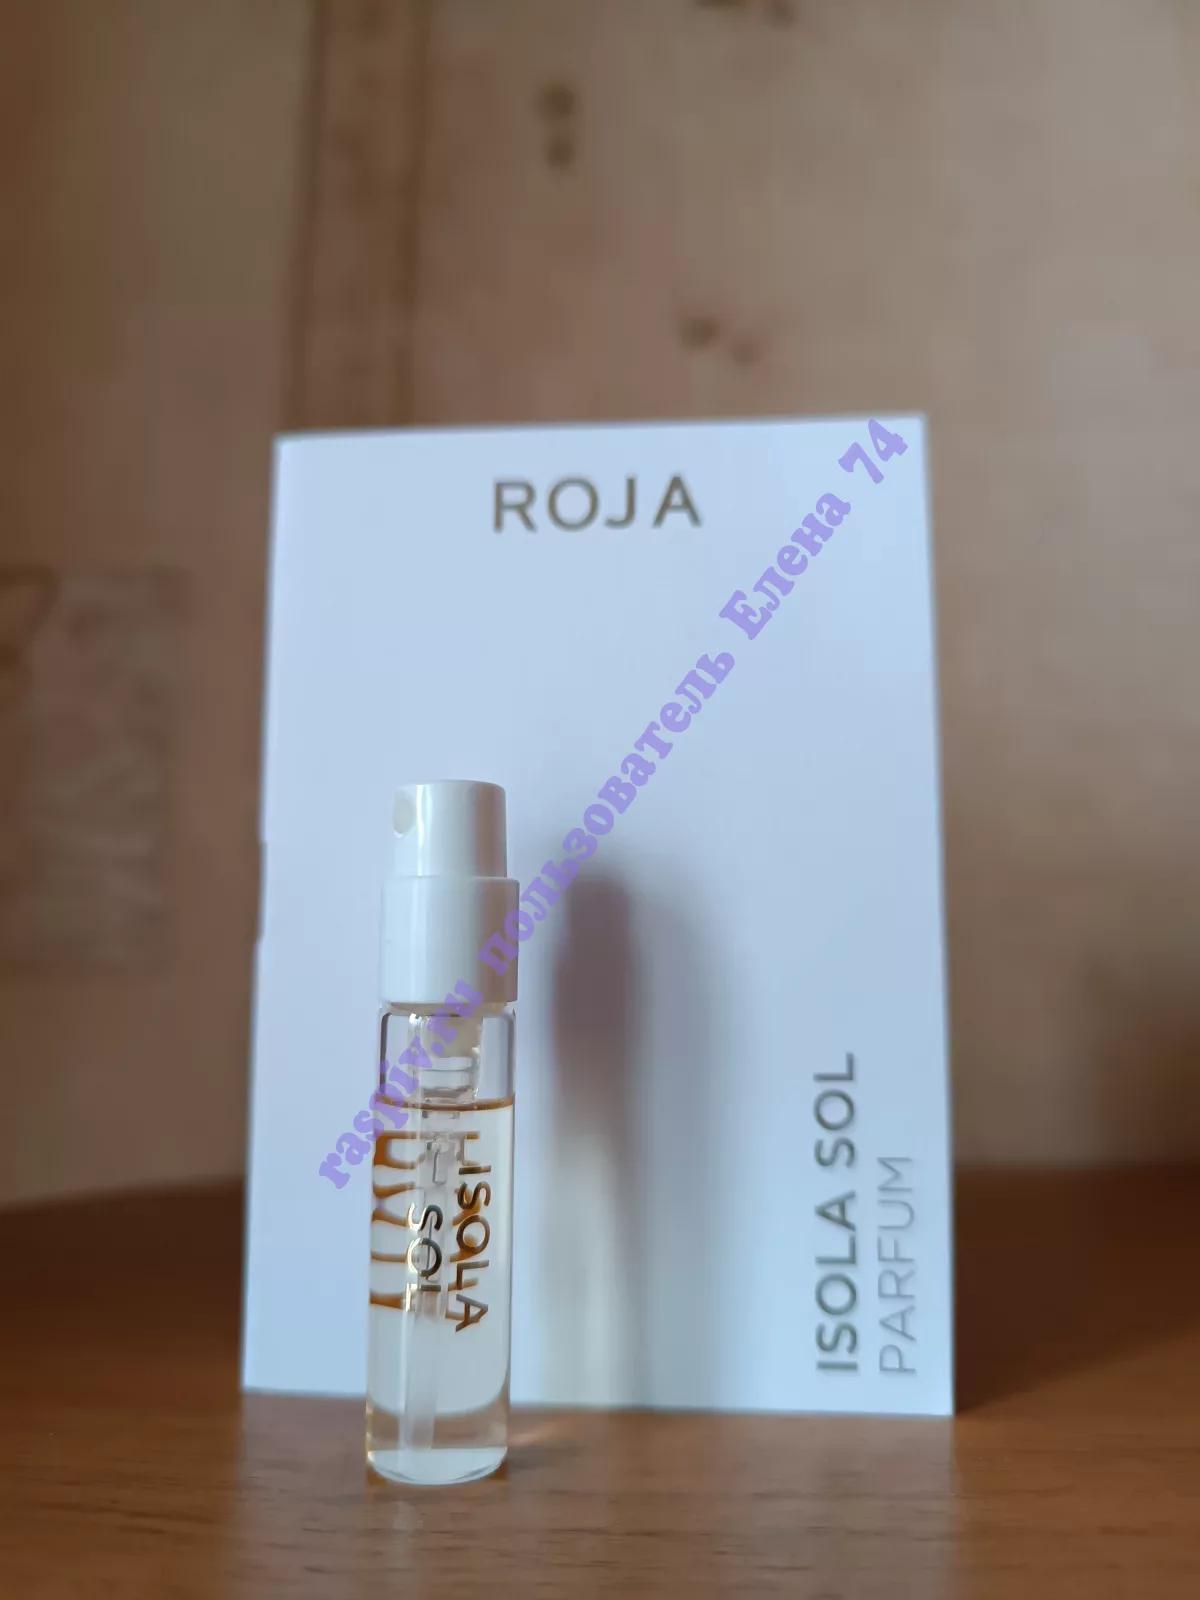 ROJA
raspiv.ru пользователь Елена 74
ISOLA SOL
PARFUM
ISOLA
SOL